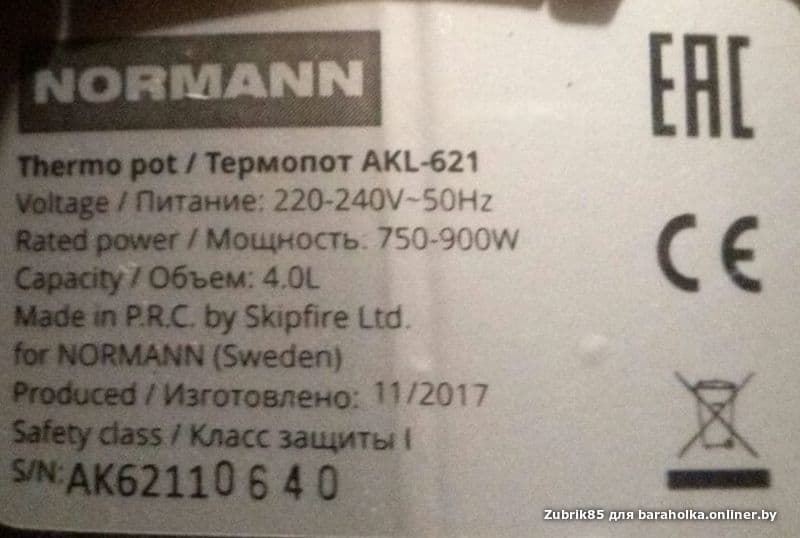 NORMANN
EAC
Thermo pot / Термопот AKL-621
Voltage / Питание: 220-240V~50Hz
Rated power / Мощность: 750-900W
Capacity / Объем: 4.0L
CE
Made in P.R.C. by Skipfire Ltd.
for NORMANN (Sweden)
Produced / Изготовлено: 11/2017
Safety class / Класс защиты I
S/N: AK62110640
Zubrik85 для baraholka.onliner.by